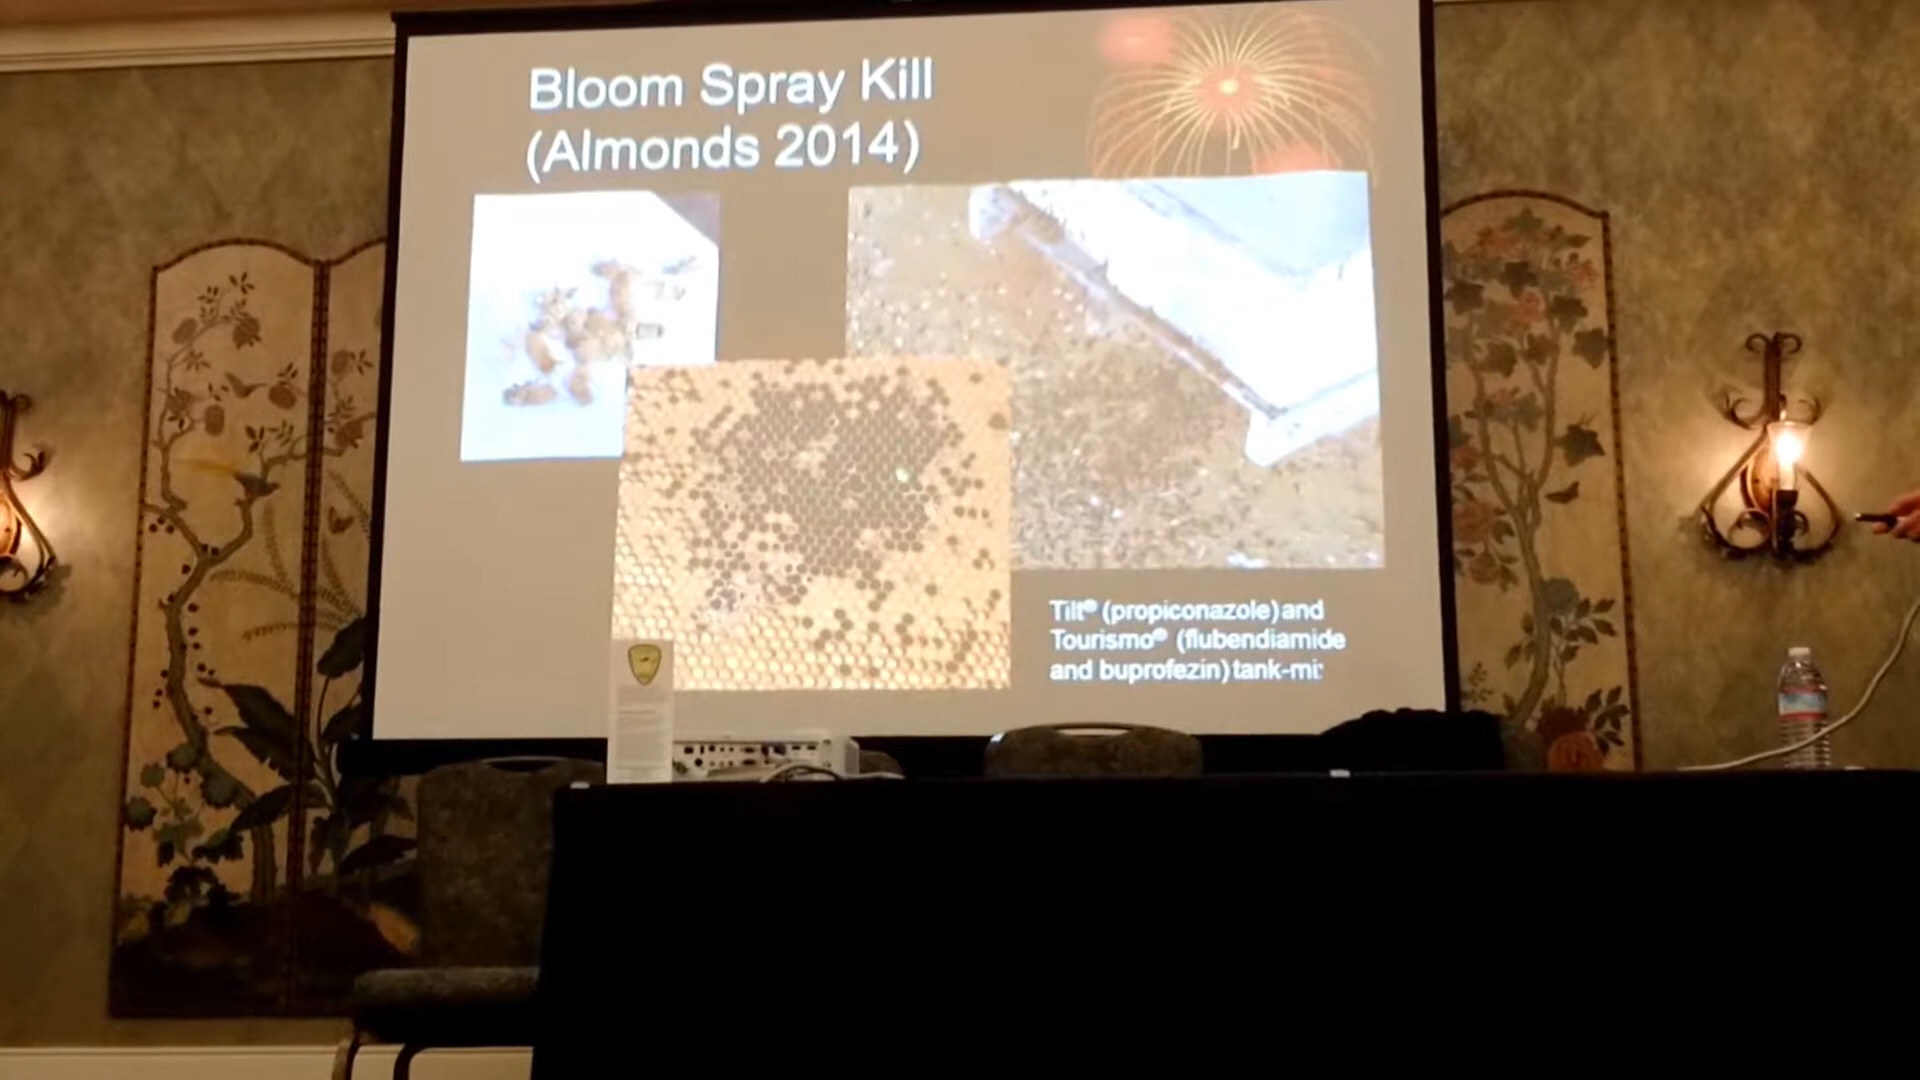 Bloom Spray Kill
(Almonds 2014)
Tilt® (propiconazole) and
Tourismo® (flubendiamide
and buprofezin) tank-mi